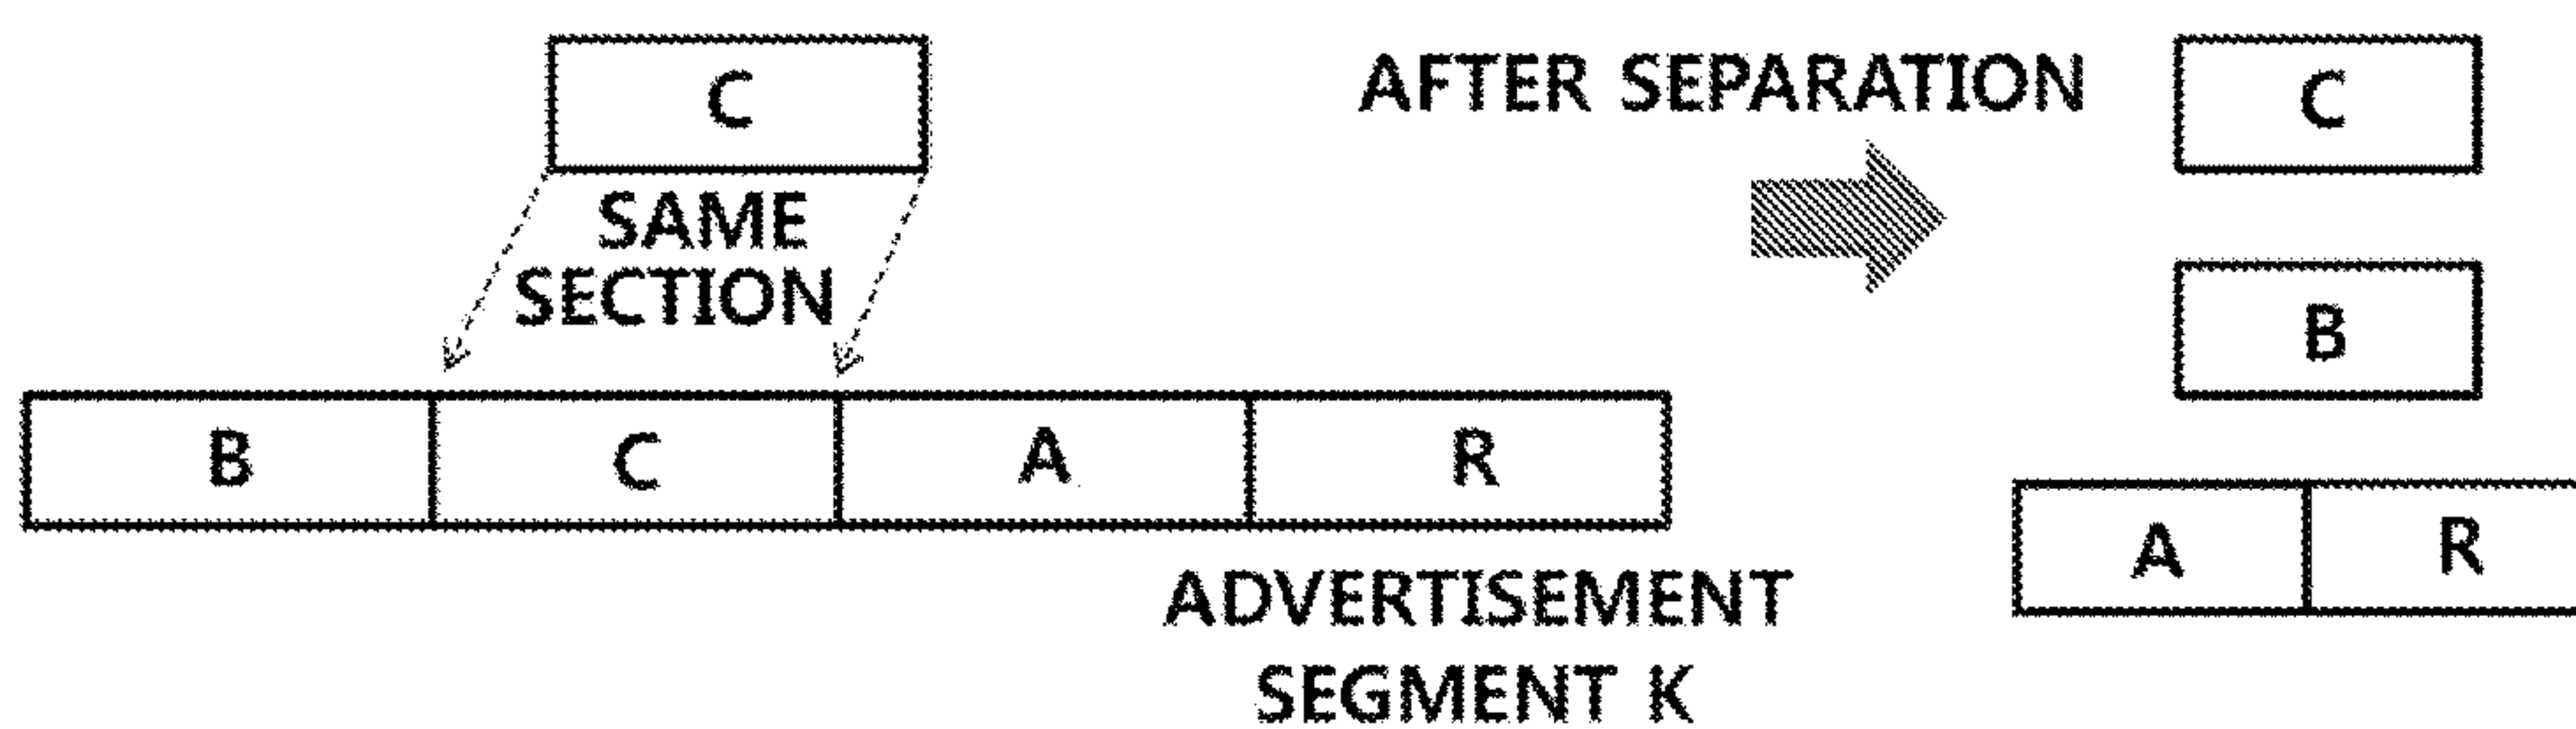 C
SAME
SECTION
B C A R
ADVERTISEMENT
SEGMENT K
AFTER SEPARATION
C
B
A R